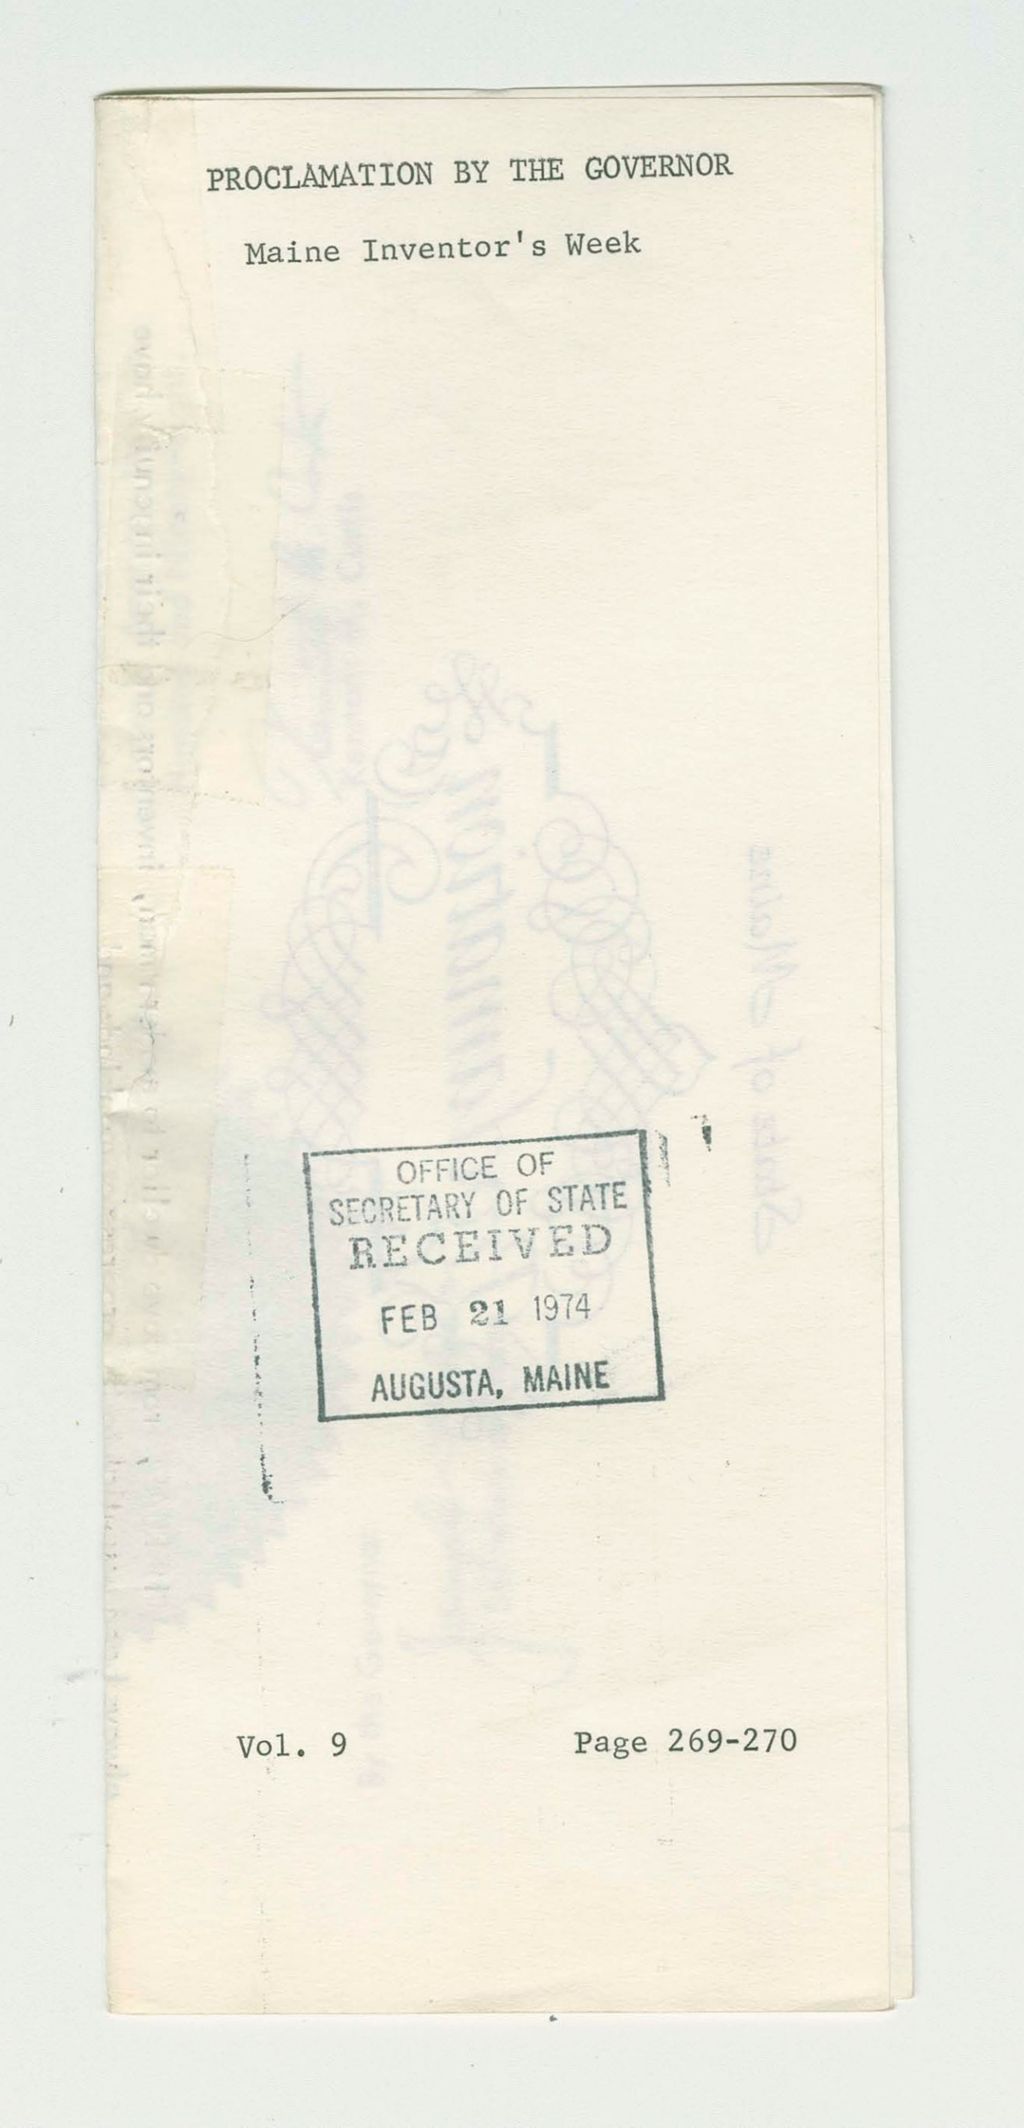 PROCLAMATION BY THE GOVERNOR
Maine Inventor's Week
OFFICE OF
SECRETARY OF STATE
RECEIVED
FEB 21 1974
AUGUSTA, MAINE
Vol. 9 Page 269-270